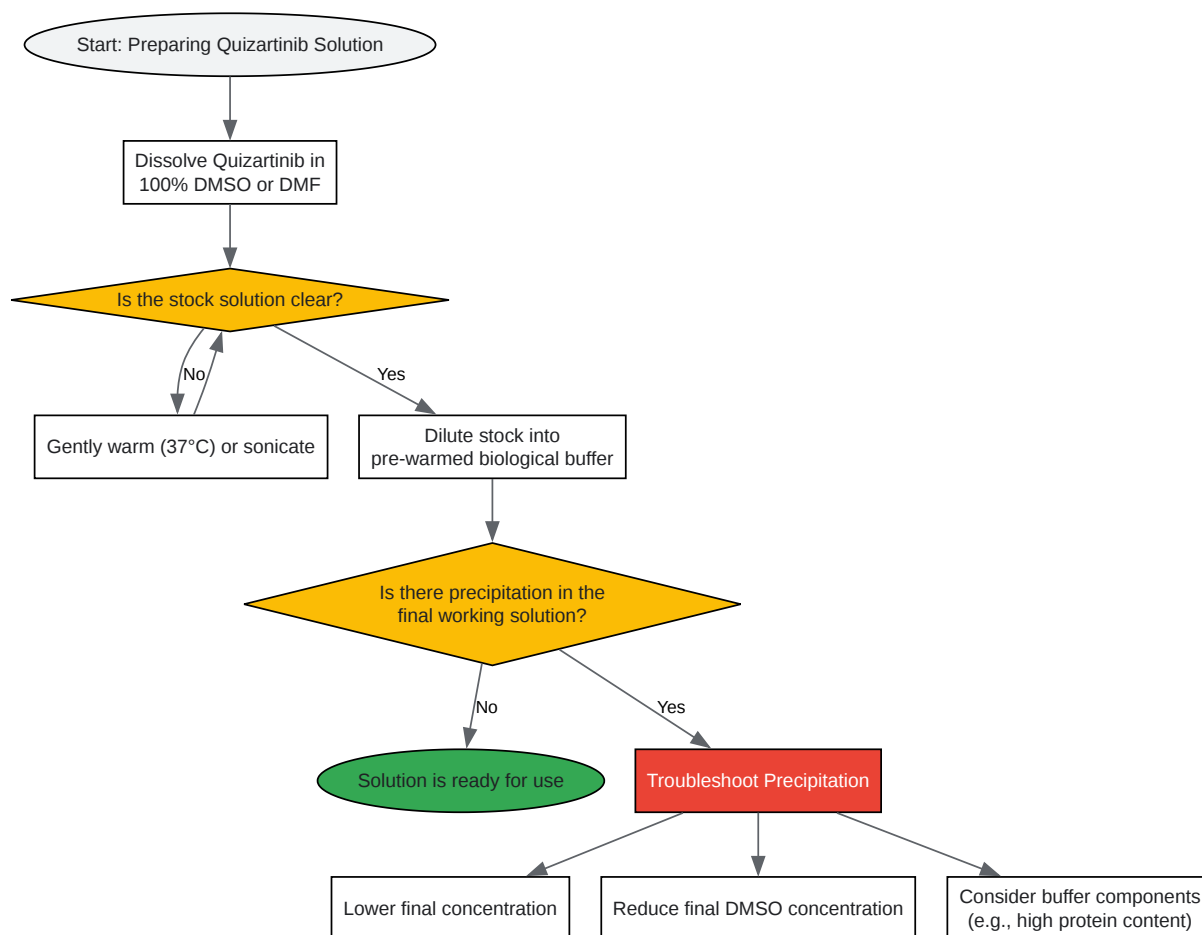 Start: Preparing Quizartinib Solution
Dissolve Quizartinib in
100% DMSO or DMF
Is the stock solution clear?
No
Yes
Gently warm (37°C) or sonicate
Dilute stock into
pre-warmed biological buffer
Is there precipitation in the
final working solution?
No
Yes
Solution is ready for use
Troubleshoot Precipitation
Lower final concentration
Reduce final DMSO concentration
Consider buffer components
(e.g., high protein content)